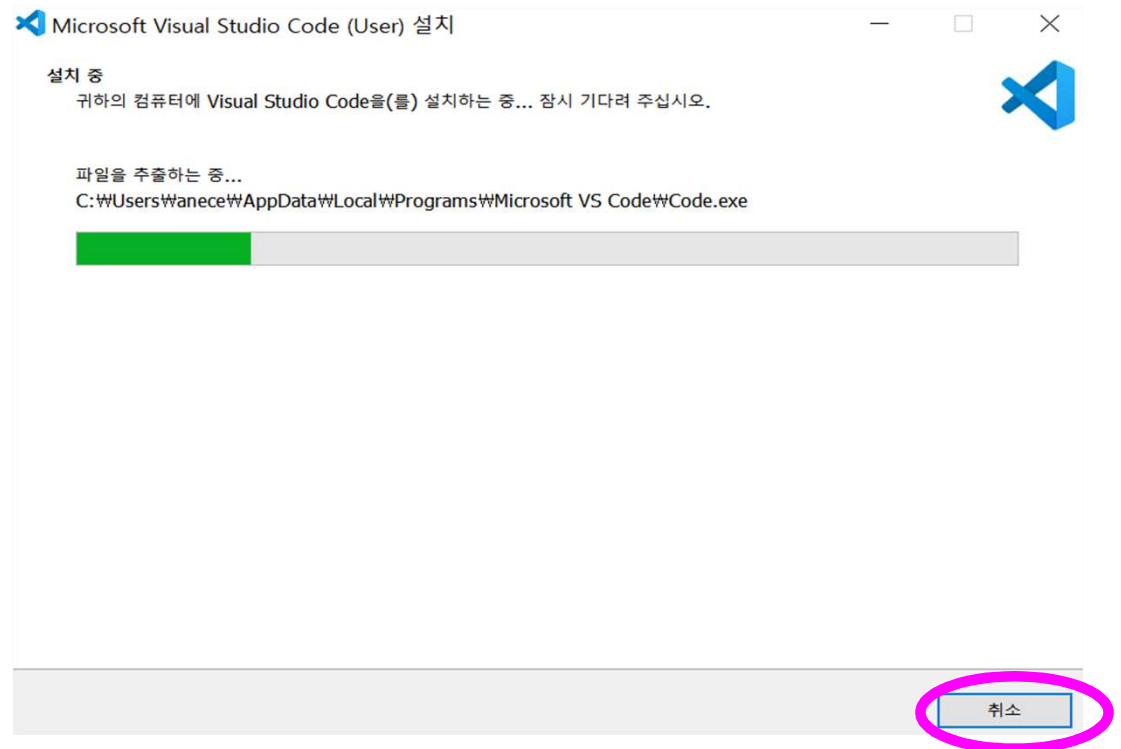 Microsoft Visual Studio Code (User) 설치
설치 중
귀하의 컴퓨터에 Visual Studio Code을(를) 설치하는 중... 잠시 기다려 주십시오.
파일을 추출하는 중...
C:₩Users₩anece₩AppData₩Local₩Programs₩Microsoft VS Code₩Code.exe
취소